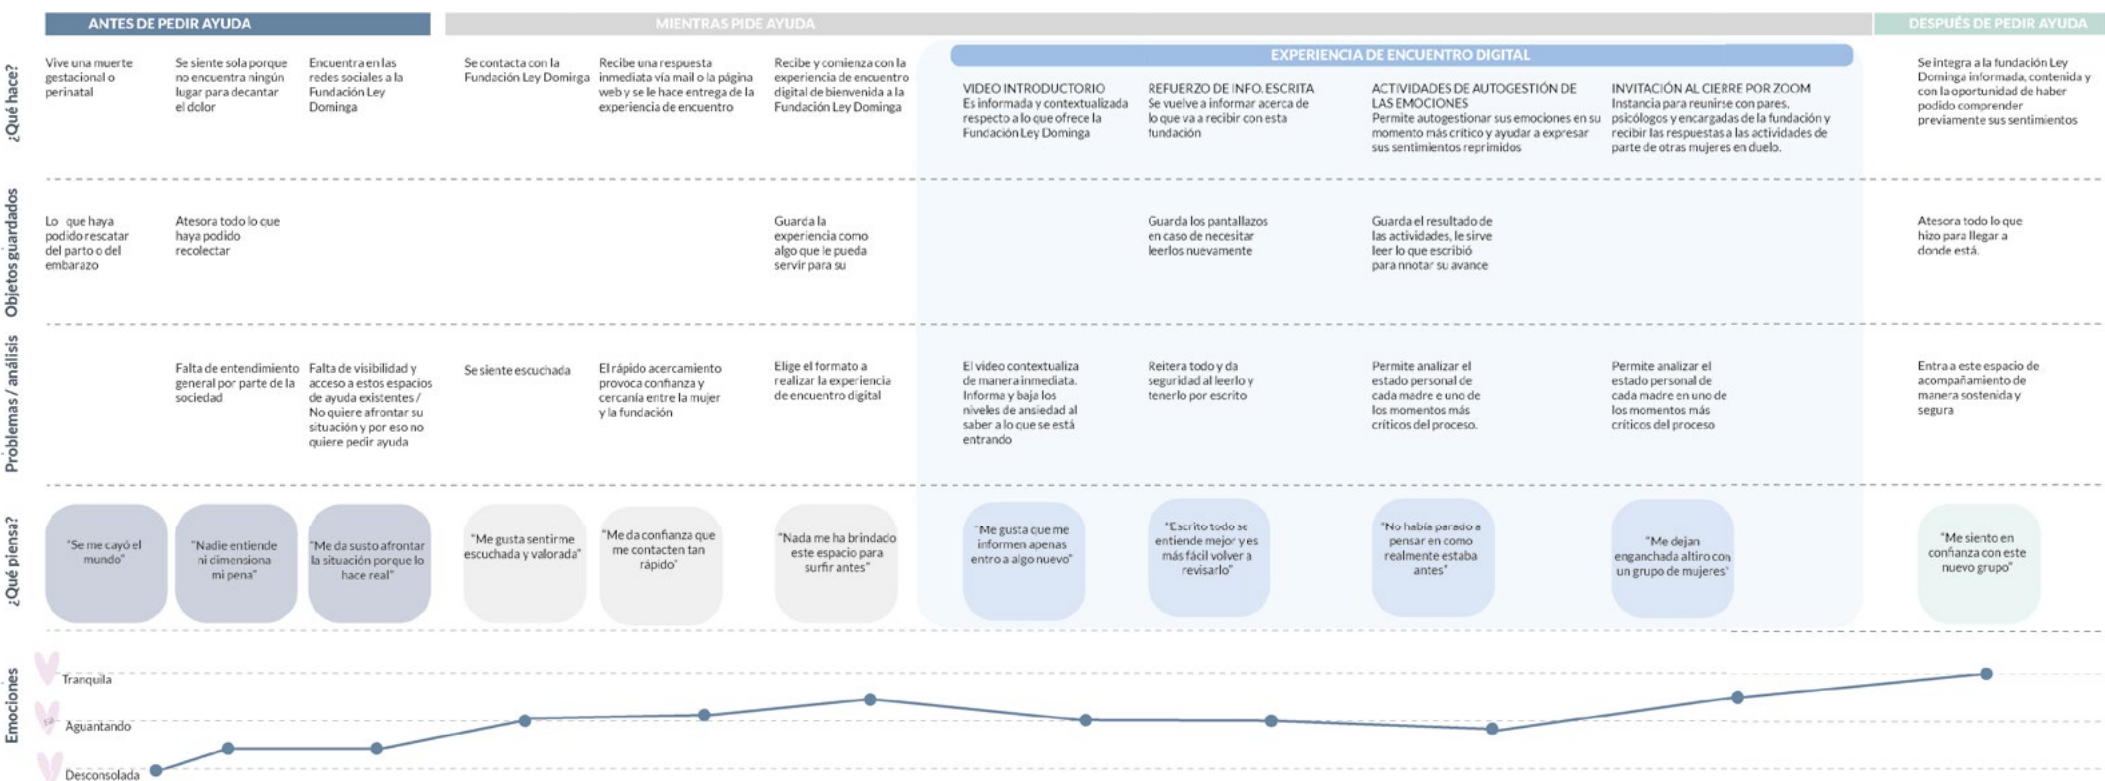 ANTES DE PEDIR AYUDA
MIENTRAS PIDE AYUDA
DESPUÉS DE PEDIR AYUDA
EXPERIENCIA DE ENCUENTRO DIGITAL
¿Qué hace?
Vive una muerte
gestacional o
perinatal
Se siente sola porque
no encuentra ningún
lugar para decantar
el dolor
Encuentra en las
redes sociales a la
Fundación Ley
Dominga
Se contacta con la
Fundación Ley Dominga
Recibe una respuesta
inmediata vía mail o la página
web y se le hace entrega de la
experiencia de encuentro
Recibe y comienza con la
experiencia de encuentro
digital de bienvenida a la
Fundación Ley Dominga
VIDEO INTRODUCTORIO
Es informada y contextualizada
respecto a lo que ofrece la
Fundación Ley Dominga
REFUERZO DE INFO. ESCRITA
Se vuelve a informar acerca de
lo que va a recibir con esta
fundación
ACTIVIDADES DE AUTOGESTIÓN DE
LAS EMOCIONES
Permite autogestionar sus emociones en su
momento más crítico y ayudar a expresar
sus sentimientos reprimidos
INVITACIÓN AL CIERRE POR ZOOM
Instancia para reunirse con pares,
psicólogos y encargadas de la fundación y
recibir las respuestas a las actividades de
parte de otras mujeres en duelo.
Se integra a la fundación Ley
Dominga informada, contenida y
con la oportunidad de haber
podido comprender
previamente sus sentimientos
Objetos guardados
Lo que haya
podido rescatar
del parto o del
embarazo
Atesora todo lo que
haya podido
recolectar
Guarda la
experiencia como
algo que le pueda
servir para su
Guarda los pantallazos
en caso de necesitar
leerlos nuevamente
Guarda el resultado de
las actividades, le sirve
leer lo que escribió
para nnotar su avance
Atesora todo lo que
hizo para llegar a
donde está.
Problemas / análisis
Falta de entendimiento
general por parte de la
sociedad
Falta de visibilidad y
acceso a estos espacios
de ayuda existentes /
No quiere afrontar su
situación y por eso no
quiere pedir ayuda
Se siente escuchada
El rápido acercamiento
provoca confianza y
cercanía entre la mujer
y la fundación
Elige el formato a
realizar la experiencia
de encuentro digital
El video contextualiza
de manera inmediata.
Informa y baja los
niveles de ansiedad al
saber a lo que se está
entrando
Reitera todo y da
seguridad al leerlo y
tenerlo por escrito
Permite analizar el
estado personal de
cada madre e uno de
los momentos más
críticos del proceso.
Permite analizar el
estado personal de
cada madre en uno de
los momentos más
críticos del proceso
Entra a este espacio de
acompañamiento de
manera sostenida y
segura
¿Qué piensa?
"Se me cayó el
mundo"
"Nadie entiende
ni dimensiona
mi pena"
"Me da susto afrontar
la situación porque lo
hace real"
"Me gusta sentirme
escuchada y valorada"
"Me da confianza que
me contacten tan
rápido"
"Nada me ha brindado
este espacio para
surfir antes"
"Me gusta que me
informen apenas
entro a algo nuevo"
"Escrito todo se
entiende mejor y es
más fácil volver a
revisarlo"
"No había parado a
pensar en como
realmente estaba
antes"
"Me dejan
enganchada altiro con
un grupo de mujeres"
"Me siento en
confianza con este
nuevo grupo"
Emociones
Tranquila
Aguantando
Desconsolada